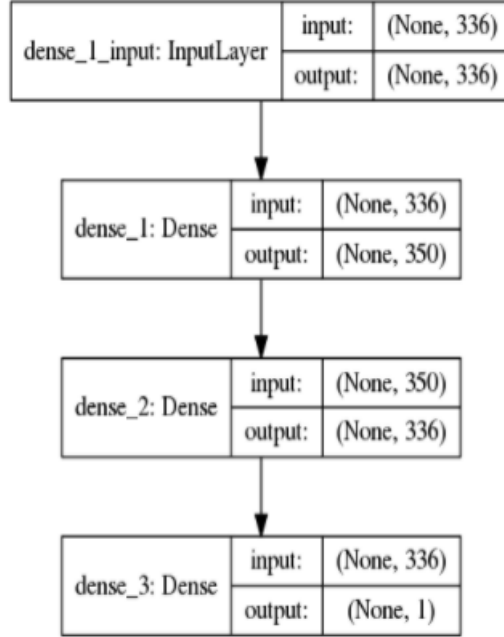 dense_1_input: InputLayer input: (None, 336)
output: (None, 336)
dense_1: Dense input: (None, 336)
output: (None, 350)
dense_2: Dense input: (None, 350)
output: (None, 336)
dense_3: Dense input: (None, 336)
output: (None, 1)